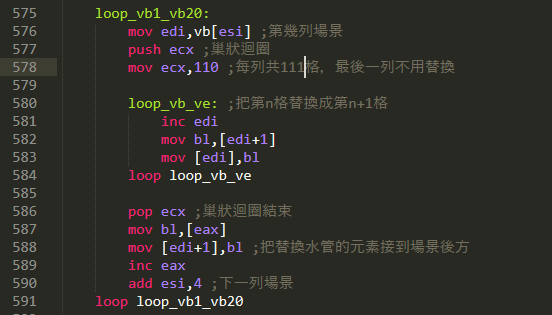 575 loop_vb1_vb20:
576 mov edi,vb[esi] ;第幾列場景
577 push ecx ;巢狀迴圈
578 mov ecx,110 ;每列共111格，最後一列不用替換
579
580 loop_vb_ve: ;把第n格替換成第n+1格
581 inc edi
582 mov bl,[edi+1]
583 mov [edi],bl
584 loop loop_vb_ve
585
586 pop ecx ;巢狀迴圈結束
587 mov bl,[eax]
588 mov [edi+1],bl ;把替換水管的元素接到場景後方
589 inc eax
590 add esi,4 ;下一列場景
591 loop loop_vb1_vb20